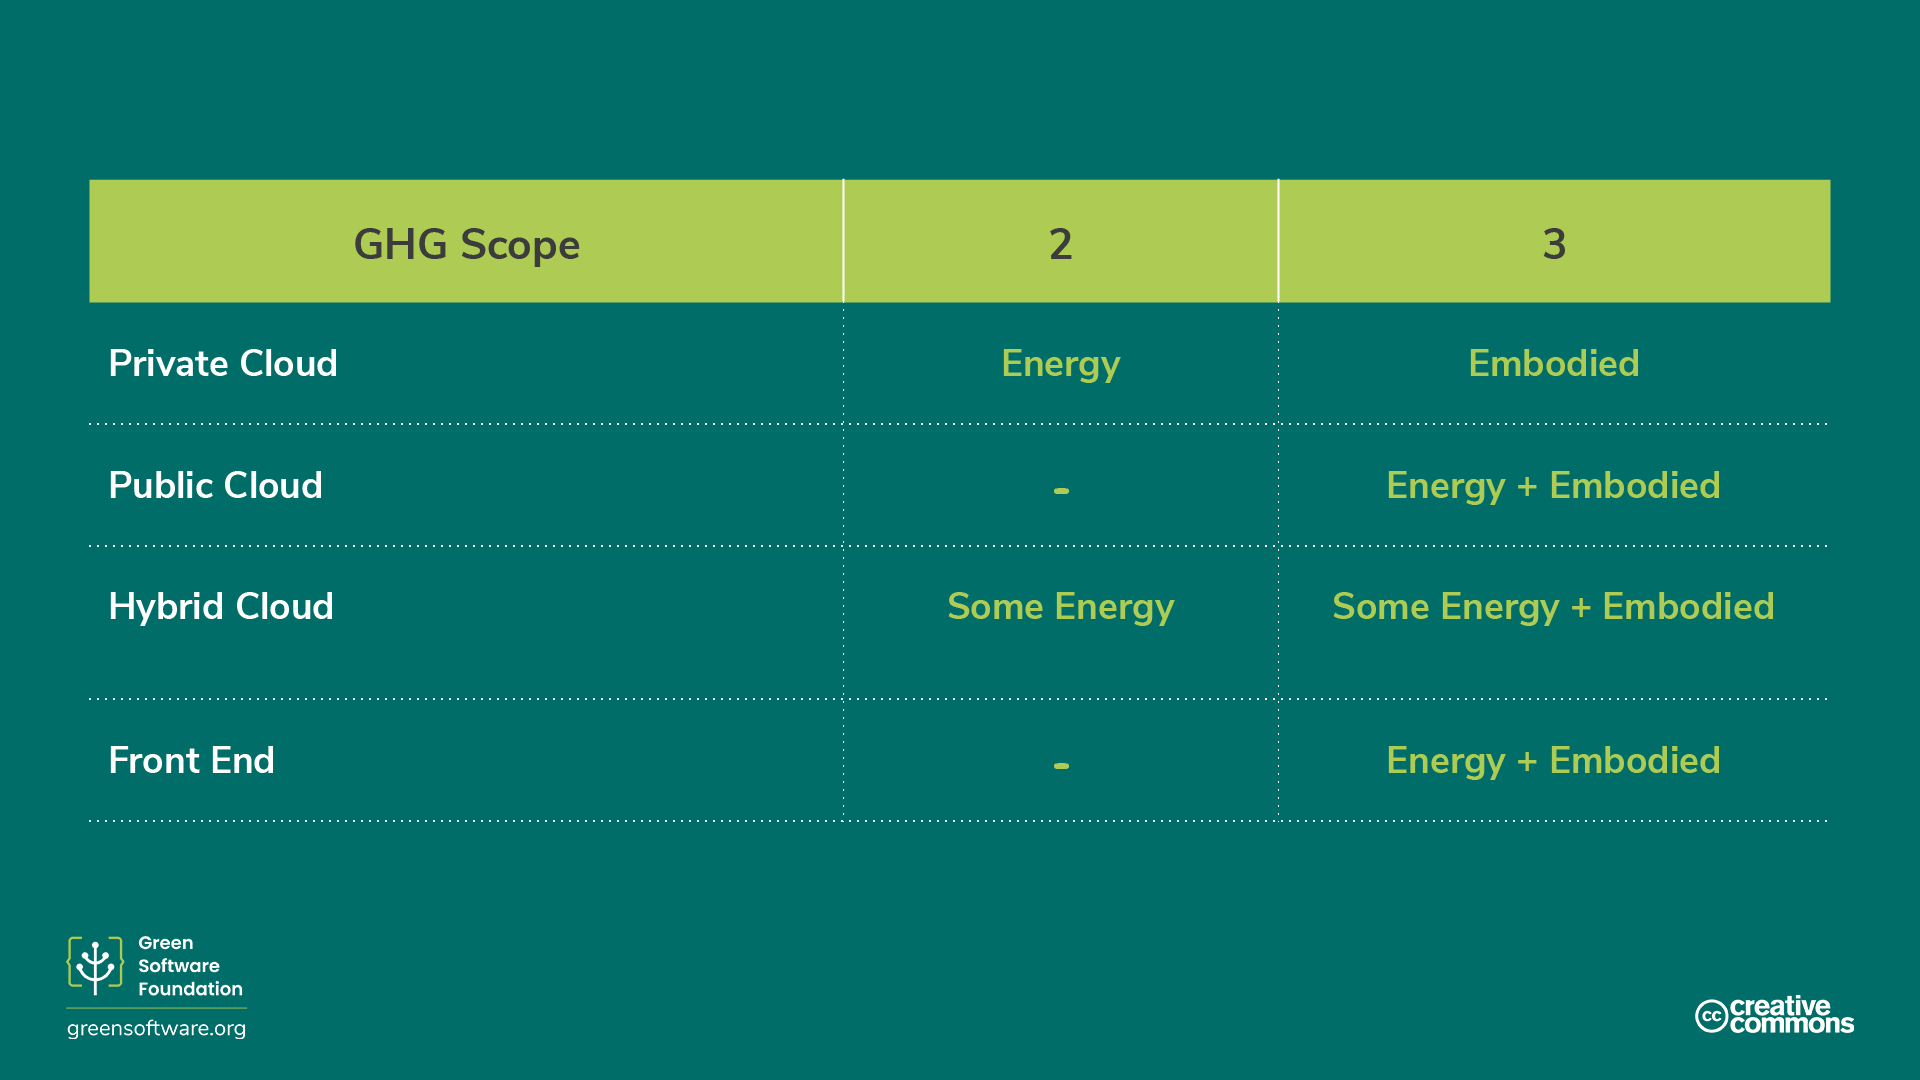 GHG Scope 2 3
Private Cloud Energy Embodied
Public Cloud - Energy + Embodied
Hybrid Cloud Some Energy Some Energy + Embodied
Front End - Energy + Embodied
Green
Software
Foundation
greensoftware.org
cc creative
commons